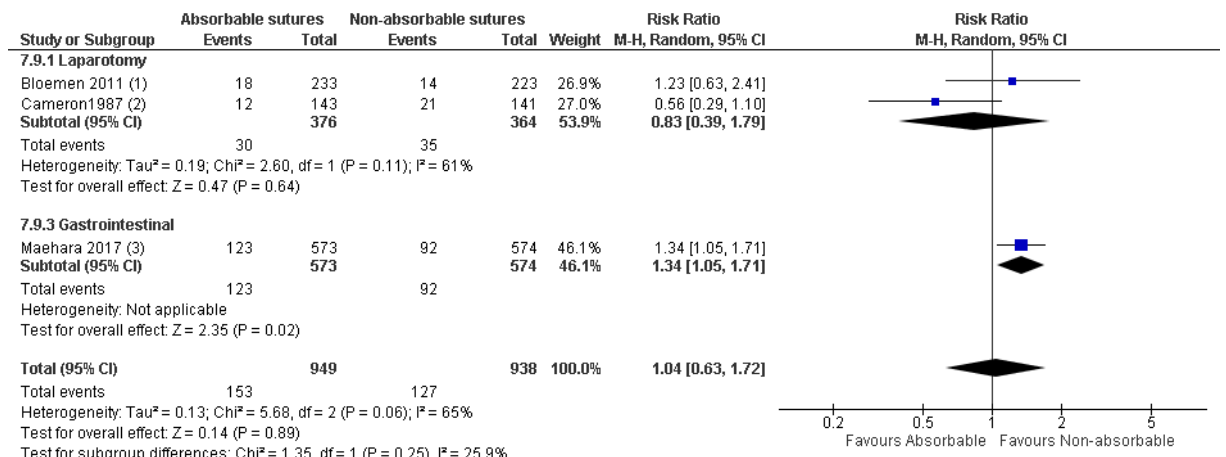 Absorbable sutures Non-absorbable sutures Risk Ratio Risk Ratio
Study or Subgroup Events Total Events Total Weight M-H, Random, 95% CI M-H, Random, 95% CI
7.9.1 Laparotomy
Bloemen 2011 (1) 18 233 14 223 26.9% 1.23 [0.63, 2.41]
Cameron1987 (2) 12 143 21 141 27.0% 0.56 [0.29, 1.10]
Subtotal (95% CI) 376 364 53.9% 0.83 [0.39, 1.79]
Total events 30 35
Heterogeneity: Tau² = 0.19; Chi² = 2.60, df = 1 (P = 0.11); I² = 61%
Test for overall effect: Z = 0.47 (P = 0.64)
7.9.3 Gastrointestinal
Maehara 2017 (3) 123 573 92 574 46.1% 1.34 [1.05, 1.71]
Subtotal (95% CI) 573 574 46.1% 1.34 [1.05, 1.71]
Total events 123 92
Heterogeneity: Not applicable
Test for overall effect: Z = 2.35 (P = 0.02)
Total (95% CI) 949 938 100.0% 1.04 [0.63, 1.72]
Total events 153 127
Heterogeneity: Tau² = 0.13; Chi² = 5.68, df = 2 (P = 0.06); I² = 65%
Test for overall effect: Z = 0.14 (P = 0.89)
Test for subgroup differences: Chi² = 1.35, df = 1 (P = 0.25), I² = 25.9%
0.2 0.5 1 2 5
Favours Absorbable Favours Non-absorbable